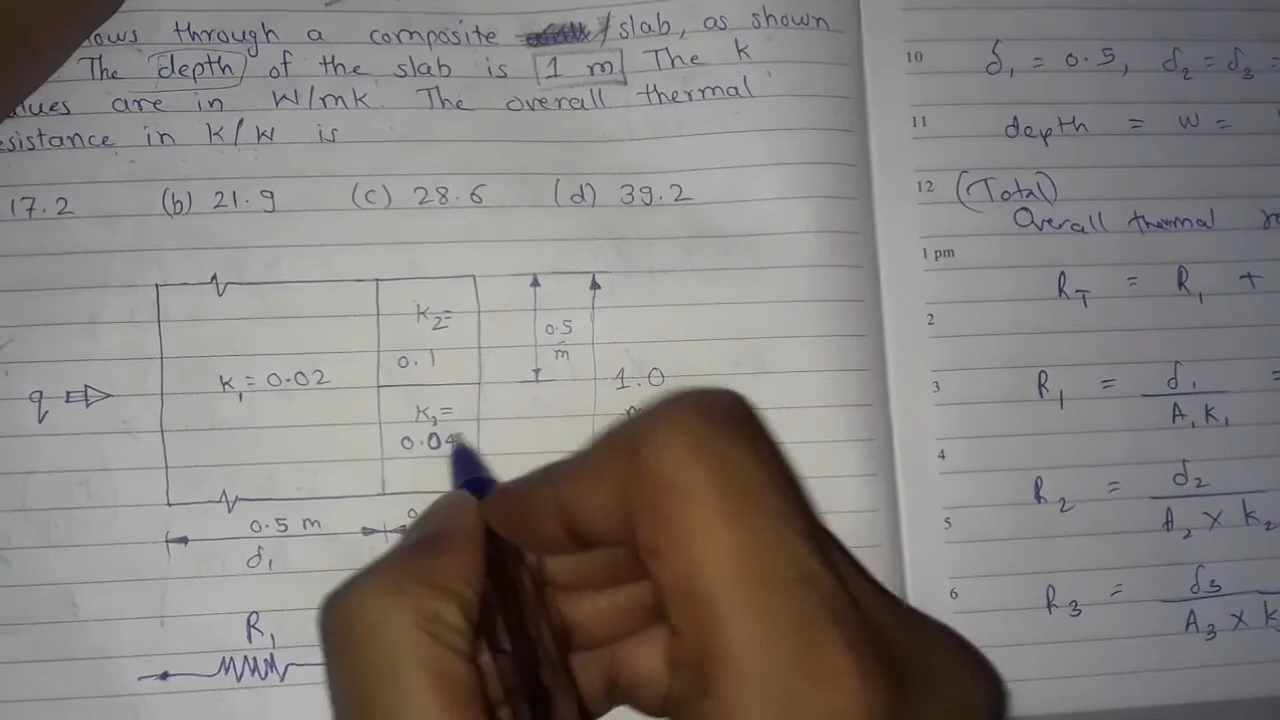 through a composite slab, as shown
The depth of the slab is 1 m The K
are in W/mK. The overall thermal
in K/W is
17.2 (b) 21.9 (c) 28.6 (d) 39.2
K2=
0.1
K1 = 0.02
K3=
0.04
q
0.5
m
1.0
0.5 m
δ1
R1
10
δ1 = 0.5, δ2 = δ3 =
11
depth = W =
12
(Total)
Overall thermal
1 pm
RT = R1 +
2
3
R1 = δ1 / A1 K1 =
4
R2 = δ2 / A2 × K2
5
6
R3 = δ3 / A3 × K